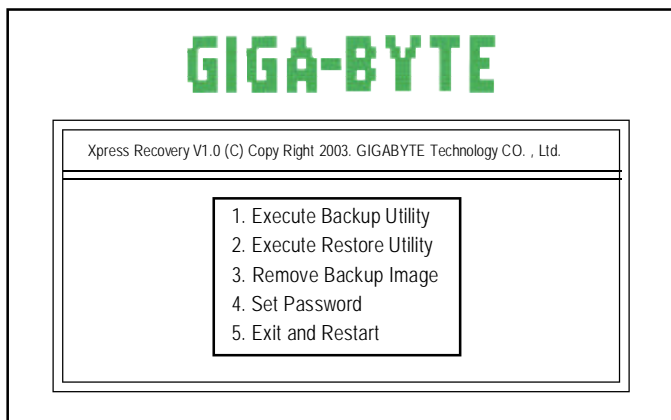 GIGA-BYTE
Xpress Recovery V1.0 (C) Copy Right 2003. GIGABYTE Technology CO. , Ltd.
1. Execute Backup Utility
2. Execute Restore Utility
3. Remove Backup Image
4. Set Password
5. Exit and Restart